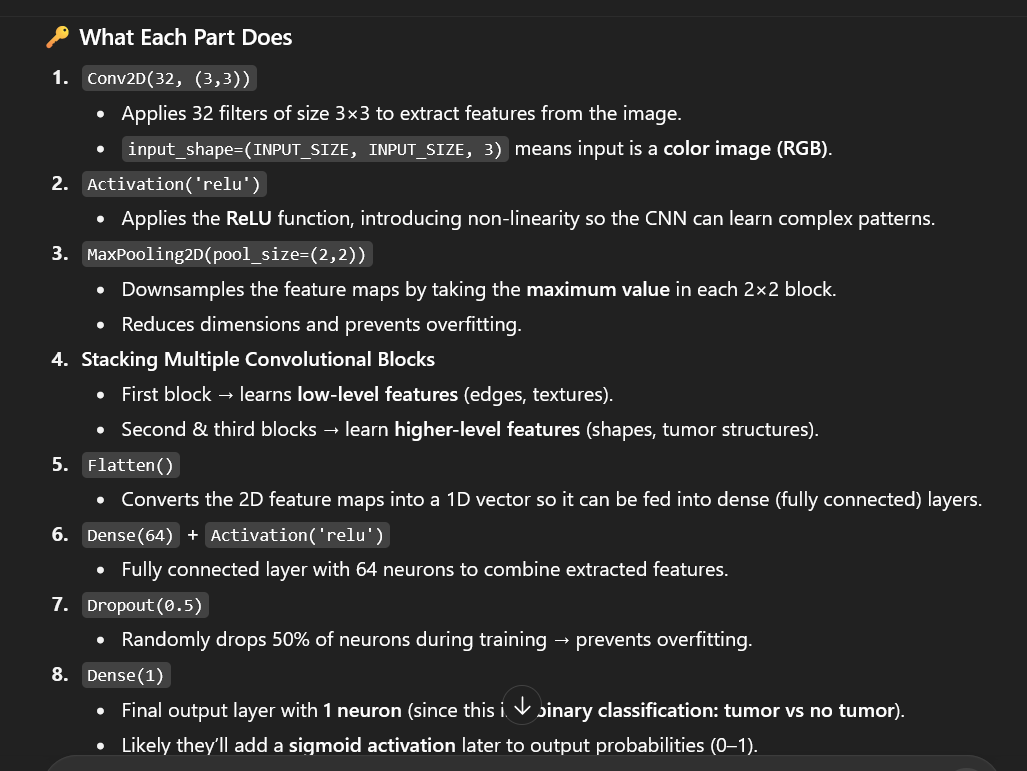 🔑 What Each Part Does
1. Conv2D(32, (3,3))
• Applies 32 filters of size 3×3 to extract features from the image.
• input_shape=(INPUT_SIZE, INPUT_SIZE, 3) means input is a color image (RGB).
2. Activation('relu')
• Applies the ReLU function, introducing non-linearity so the CNN can learn complex patterns.
3. MaxPooling2D(pool_size=(2,2))
• Downsamples the feature maps by taking the maximum value in each 2×2 block.
• Reduces dimensions and prevents overfitting.
4. Stacking Multiple Convolutional Blocks
• First block → learns low-level features (edges, textures).
• Second & third blocks → learn higher-level features (shapes, tumor structures).
5. Flatten()
• Converts the 2D feature maps into a 1D vector so it can be fed into dense (fully connected) layers.
6. Dense(64) + Activation('relu')
• Fully connected layer with 64 neurons to combine extracted features.
7. Dropout(0.5)
• Randomly drops 50% of neurons during training → prevents overfitting.
8. Dense(1)
• Final output layer with 1 neuron (since this binary classification: tumor vs no tumor).
• Likely they'll add a sigmoid activation later to output probabilities (0–1).